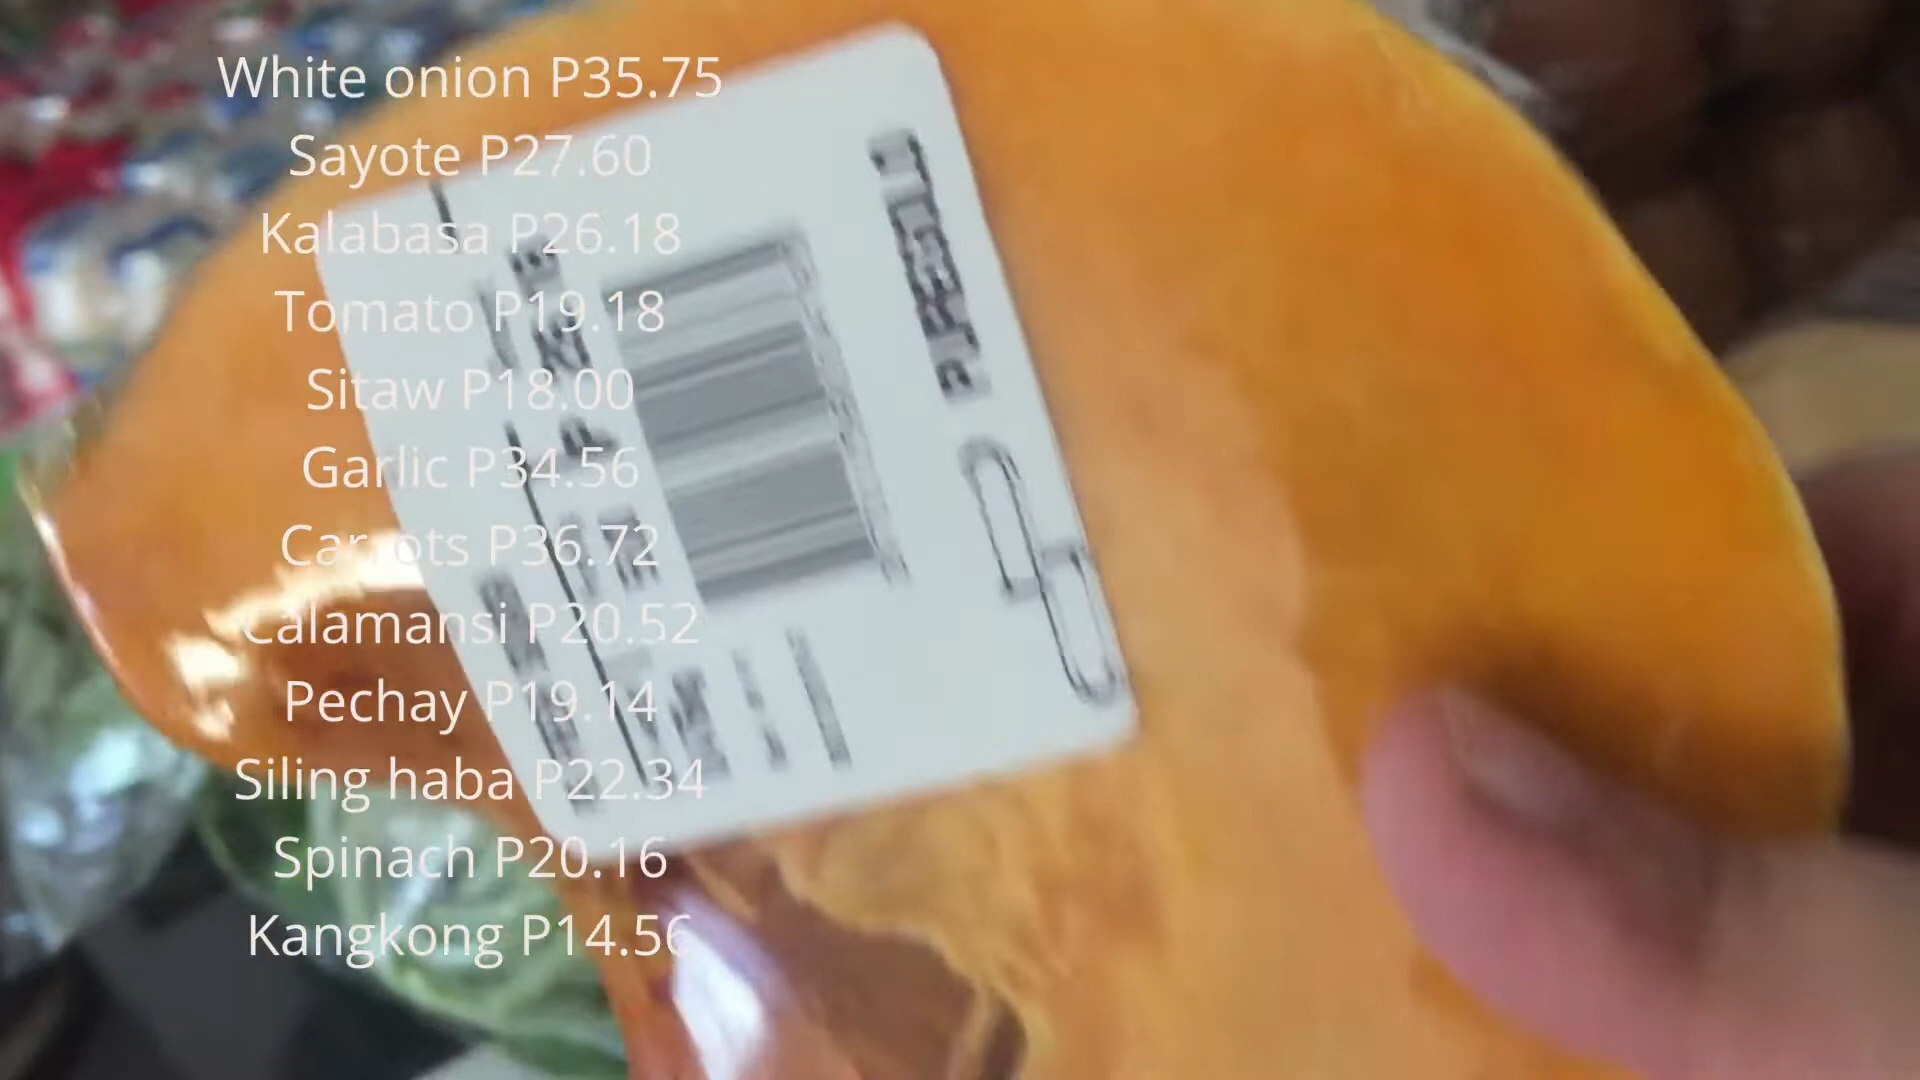 White onion P35.75
Sayote P27.60
Kalabasa P26.18
Tomato P19.18
Sitaw P18.00
Garlic P34.56
Carrots P36.72
Calamansi P20.52
Pechay P19.14
Siling haba P22.34
Spinach P20.16
Kangkong P14.56